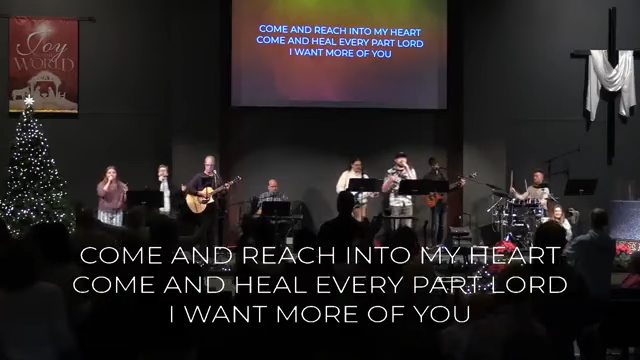 Joy
WORLD
COME AND REACH INTO MY HEART
COME AND HEAL EVERY PART LORD
I WANT MORE OF YOU
COME AND REACH INTO MY HEART
COME AND HEAL EVERY PART LORD
I WANT MORE OF YOU